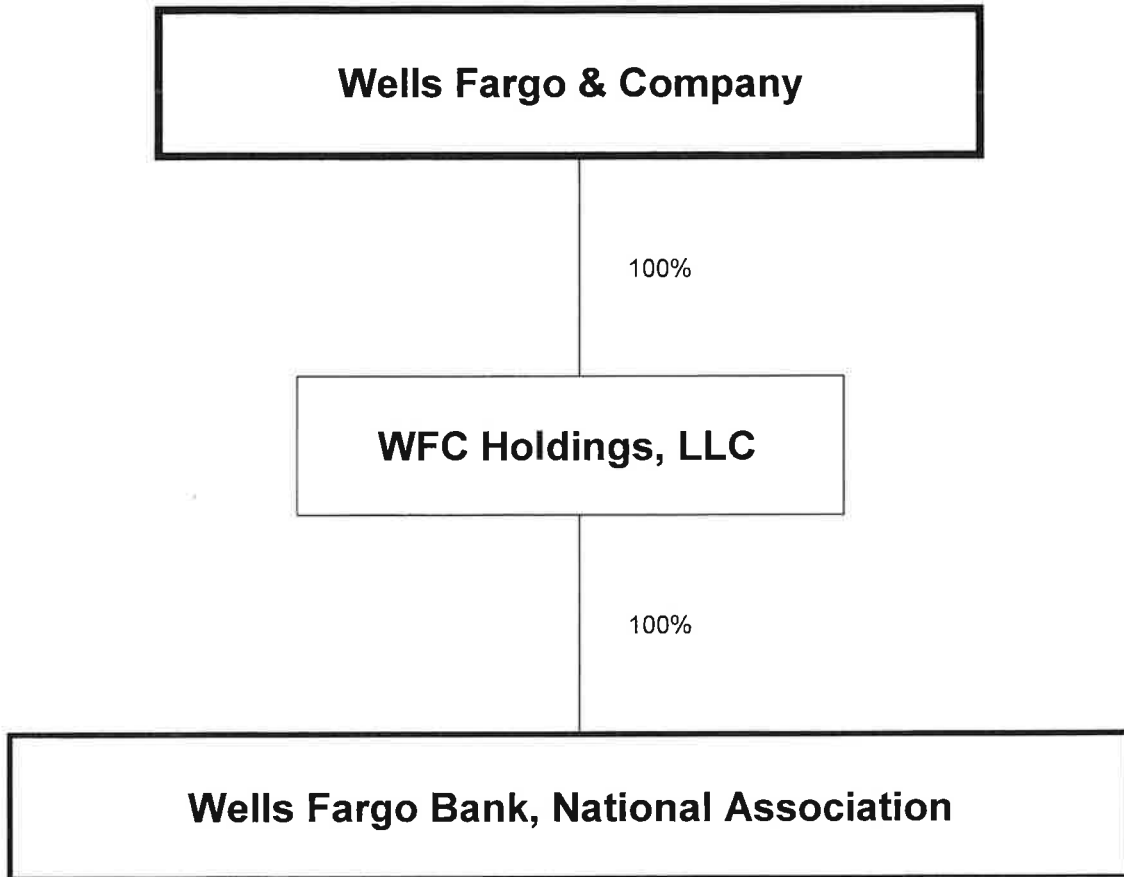 Wells Fargo & Company
100%
WFC Holdings, LLC
100%
Wells Fargo Bank, National Association